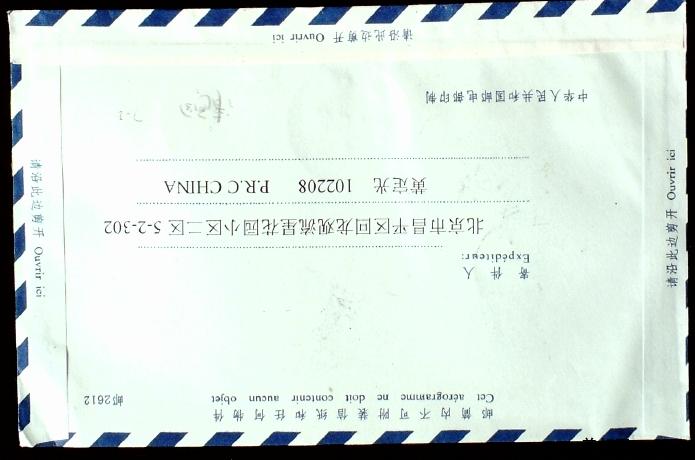 邮简内不可附装信纸和任何物件
Cet aérogramme ne doit contenir aucun objet
邮2612
寄件人
Expéditeur:
北京市昌平区回龙观流星花园小区二区 5-2-302
黄定光 102208 P.R.C CHINA
中华人民共和国邮电部印制
请沿此边剪开 Ouvrir ici
请沿此边剪开 Ouvrir ici
请沿此边剪开 Ouvrir ici